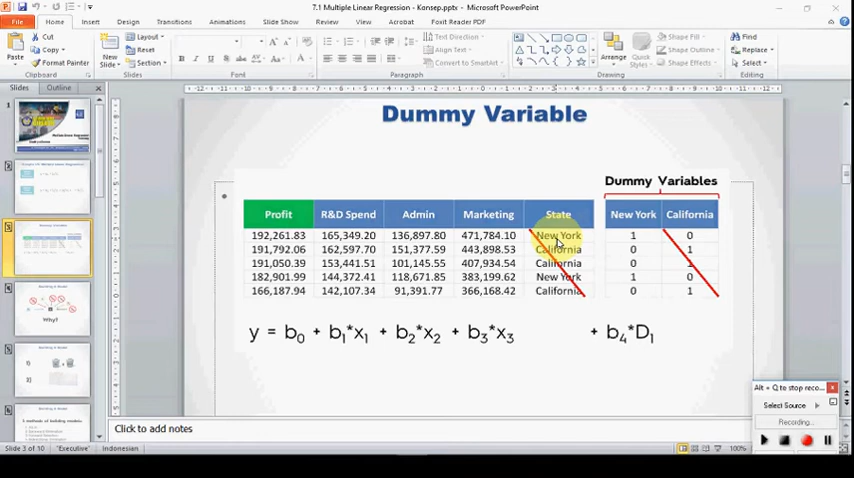 7.1 Multiple Linear Regression - Konsep.pptx - Microsoft PowerPoint
File Home Insert Design Transitions Animations Slide Show Review View Acrobat Foxit Reader PDF
Paste
Cut
Copy
Format Painter
Clipboard
New Slide
Layout
Reset
Section
Slides
Font
Text Direction
Align Text
Convert to SmartArt
Paragraph
Arrange
Quick Styles
Shape Fill
Shape Outline
Shape Effects
Drawing
Find
Replace
Select
Editing
Slides Outline
1
2
3
4
Why?
5
6
Dummy Variable
Dummy Variables
Profit R&D Spend Admin Marketing State New York California
192,261.83 165,349.20 136,897.80 471,784.10 New York 1 0
191,792.06 162,597.70 151,377.59 443,898.53 California 0 1
191,050.39 153,441.51 101,145.55 407,934.54 California 0 1
182,901.99 144,372.41 118,671.85 383,199.62 New York 1 0
166,187.94 142,107.34 91,391.77 366,168.42 California 0 1
y = b0 + b1*x1 + b2*x2 + b3*x3 + b4*D1
Click to add notes
Alt + Q to stop reco...
Select Source
Recording...
Slide 3 of 10 "Executive" Indonesian 100%